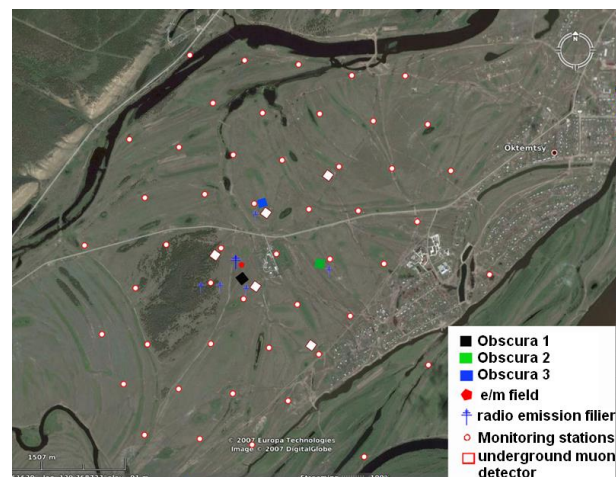 N
Oktemtsy
Obscura 1
Obscura 2
Obscura 3
e/m field
radio emission filier
Monitoring stations
underground muon
detector
© 2007 Europa Technologies
Image © 2007 DigitalGlobe
1507 m